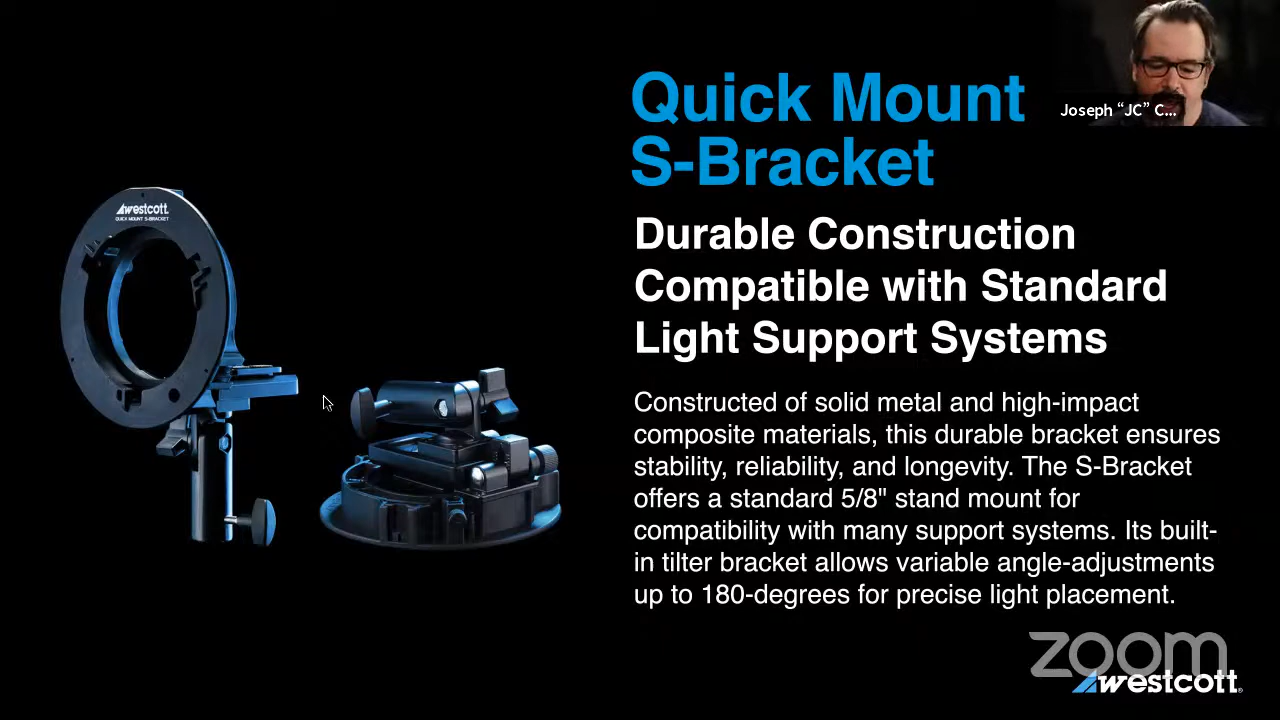 Quick Mount
S-Bracket
Joseph “JC” C...
Durable Construction
Compatible with Standard
Light Support Systems
westcott.
QUICK MOUNT S-BRACKET
Constructed of solid metal and high-impact
composite materials, this durable bracket ensures
stability, reliability, and longevity. The S-Bracket
offers a standard 5/8" stand mount for
compatibility with many support systems. Its built-
in tilter bracket allows variable angle-adjustments
up to 180-degrees for precise light placement.
zoom
westcott®